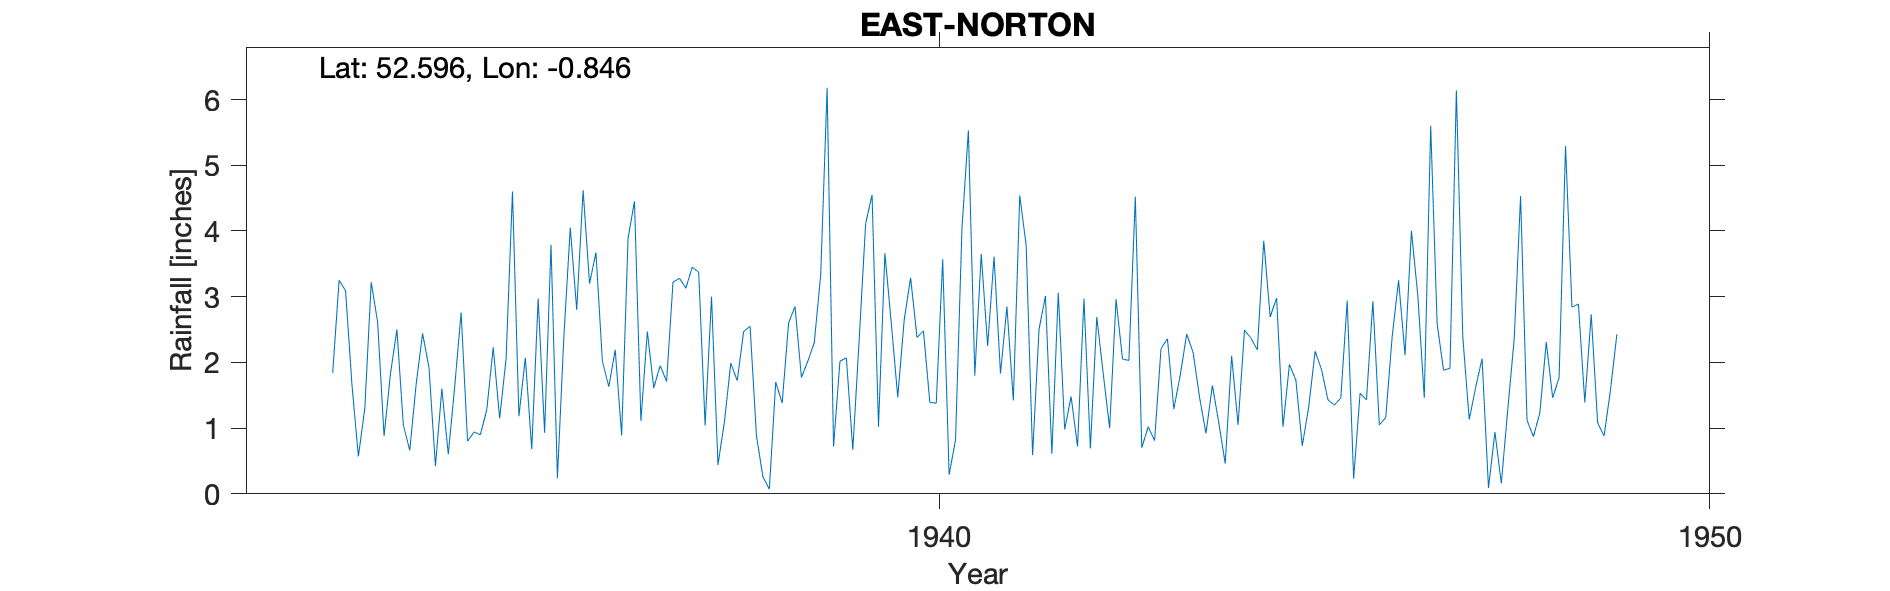 EAST-NORTON
Lat: 52.596, Lon: -0.846
6
5
4
3
2
1
0
Rainfall [inches]
1940
1950
Year